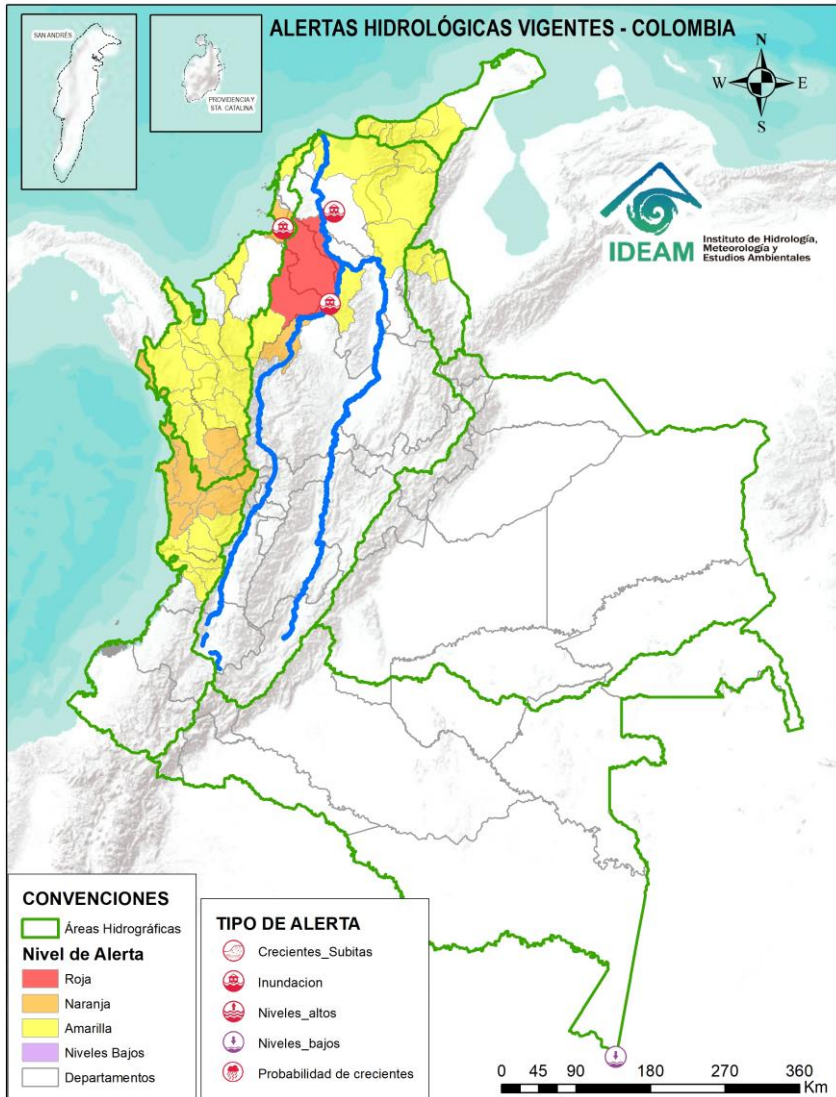 SAN ANDRÉS
PROVIDENCIA Y
STA. CATALINA
ALERTAS HIDROLÓGICAS VIGENTES - COLOMBIA
N
W
E
S
IDEAM
Instituto de Hidrología,
Meteorología y
Estudios Ambientales
CONVENCIONES
Áreas Hidrográficas
Nivel de Alerta
Roja
Naranja
Amarilla
Niveles Bajos
Departamentos
TIPO DE ALERTA
Crecientes_Subitas
Inundacion
Niveles_altos
Niveles_bajos
Probabilidad de crecientes
0 45 90 180 270 360
Km